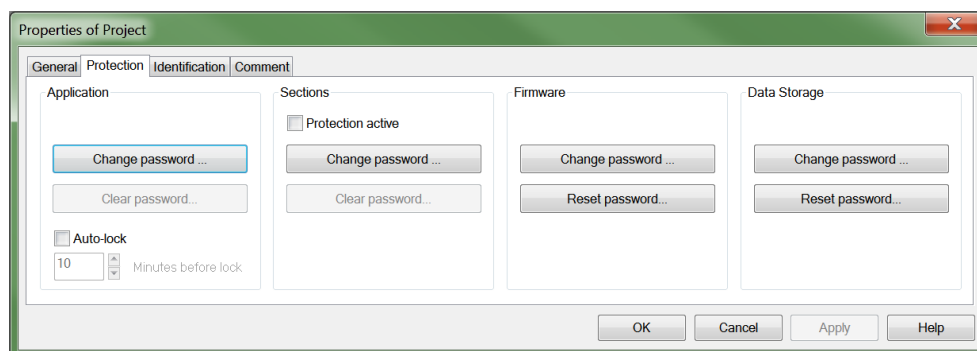 Properties of Project
X
General Protection Identification Comment
Application Sections Firmware Data Storage
Protection active
Change password ... Change password ... Change password ... Change password ...
Clear password... Clear password... Reset password... Reset password...
Auto-lock
10 Minutes before lock
OK Cancel Apply Help